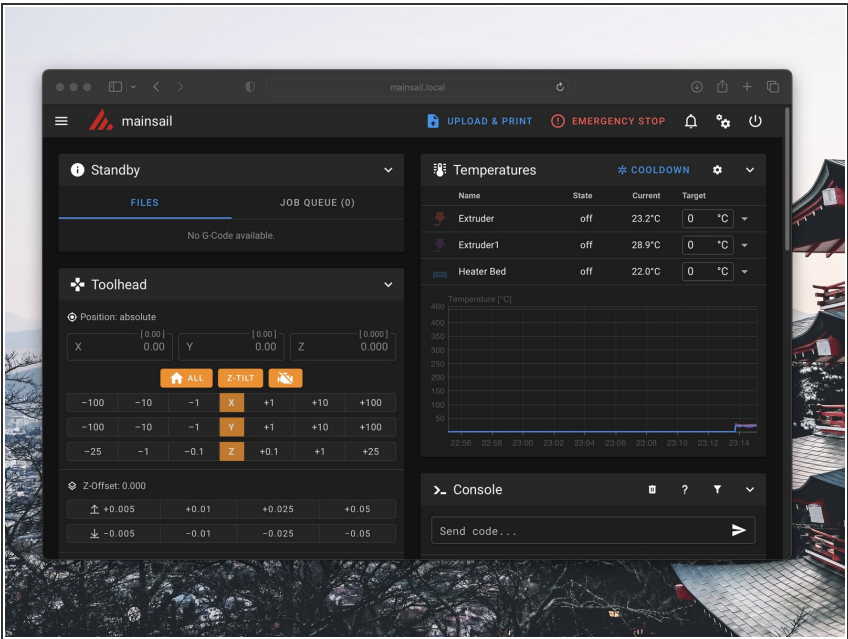 mainsail.local
mainsail
UPLOAD & PRINT
EMERGENCY STOP
Standby
FILES
JOB QUEUE (0)
No G-Code available.
Toolhead
Position: absolute
[ 0.00 ]
[ 0.00 ]
[ 0.000 ]
X 0.00 Y 0.00 Z 0.000
ALL
Z-TILT
−100 −10 −1 X +1 +10 +100
−100 −10 −1 Y +1 +10 +100
−25 −1 −0.1 Z +0.1 +1 +25
Z-Offset: 0.000
+0.005 +0.01 +0.025 +0.05
−0.005 −0.01 −0.025 −0.05
Temperatures
COOLDOWN
Name State Current Target
Extruder off 23.2°C 0 °C
Extruder1 off 28.9°C 0 °C
Heater Bed off 22.0°C 0 °C
Temperature [°C]
460
400
350
300
250
200
150
100
50
22:56 22:58 23:00 23:02 23:04 23:06 23:08 23:10 23:12 23:14
Console
?
Send code...